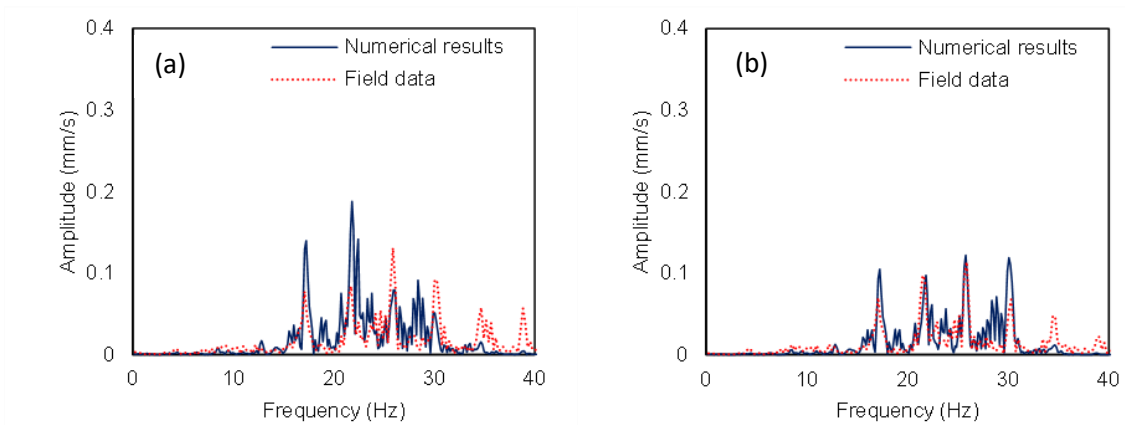 (a)
Numerical results
Field data
Amplitude (mm/s)
0.4
0.3
0.2
0.1
0
0 10 20 30 40
Frequency (Hz)
(b)
Numerical results
Field data
Amplitude (mm/s)
0.4
0.3
0.2
0.1
0
0 10 20 30 40
Frequency (Hz)